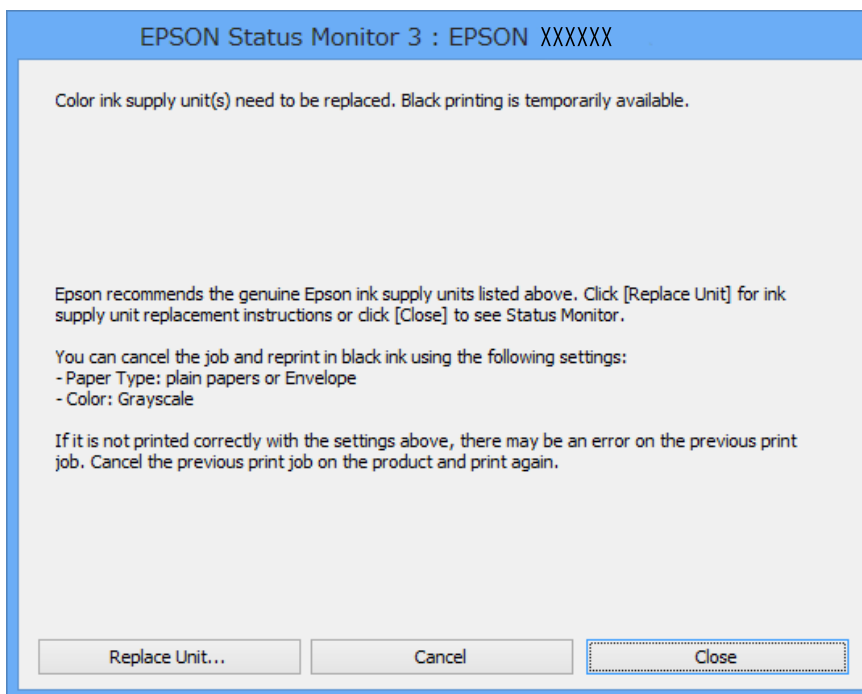 EPSON Status Monitor 3 : EPSON XXXXXX
Color ink supply unit(s) need to be replaced. Black printing is temporarily available.
Epson recommends the genuine Epson ink supply units listed above. Click [Replace Unit] for ink
supply unit replacement instructions or click [Close] to see Status Monitor.
You can cancel the job and reprint in black ink using the following settings:
- Paper Type: plain papers or Envelope
- Color: Grayscale
If it is not printed correctly with the settings above, there may be an error on the previous print
job. Cancel the previous print job on the product and print again.
Replace Unit...
Cancel
Close